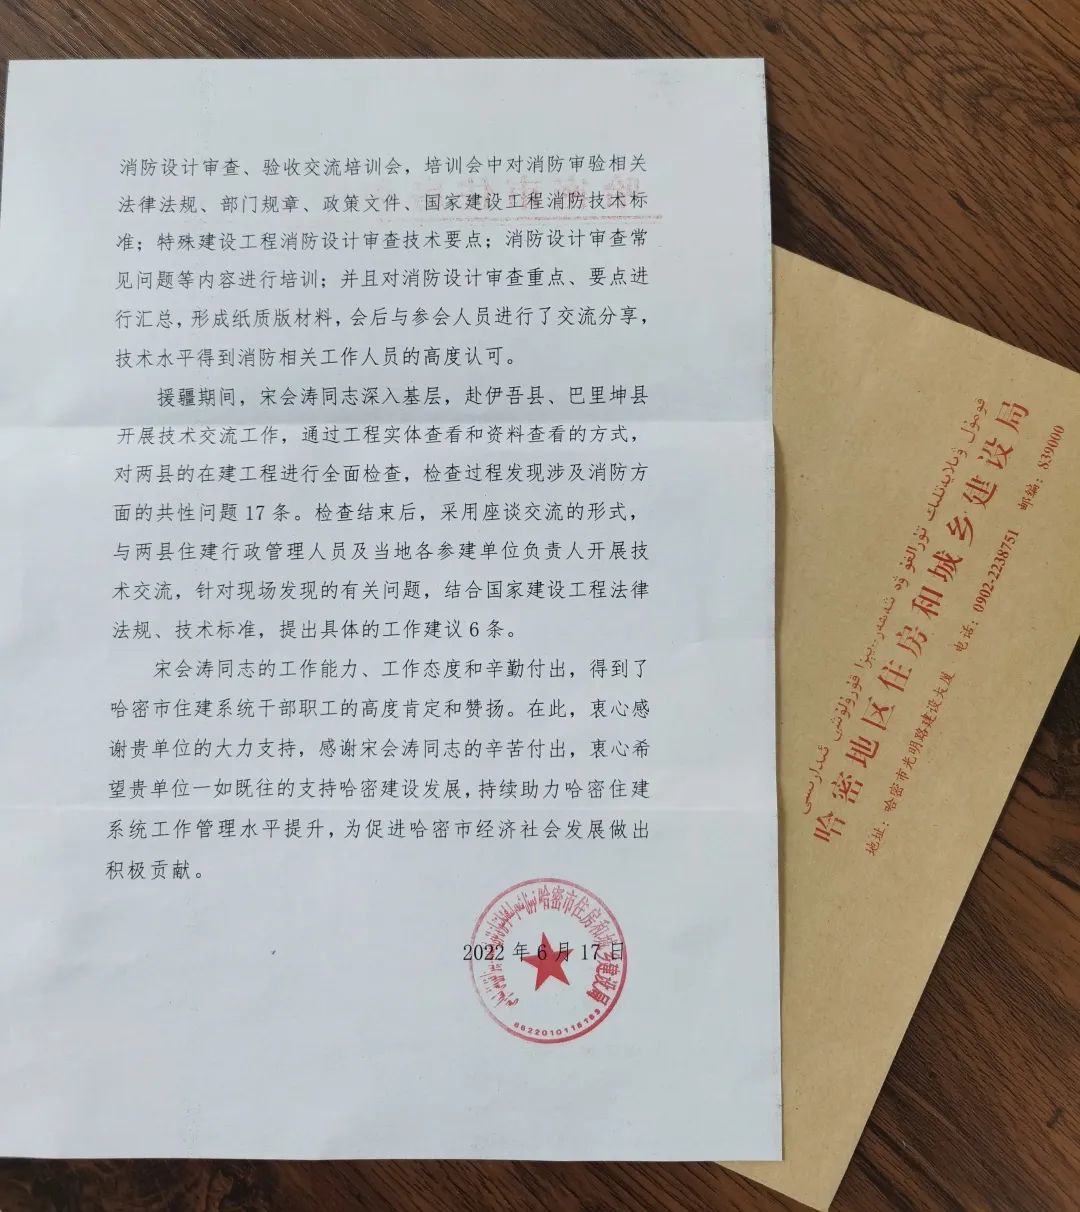 消防设计审查、验收交流培训会，培训会中对消防审验相关
法律法规、部门规章、政策文件、国家建设工程消防技术标
准；特殊建设工程消防设计审查技术要点；消防设计审查常
见问题等内容进行培训；并且对消防设计审查重点、要点进
行汇总，形成纸质版材料，会后与参会人员进行了交流分享，
技术水平得到消防相关工作人员的高度认可。
援疆期间，宋会涛同志深入基层，赴伊吾县、巴里坤县
开展技术交流工作，通过工程实体查看和资料查看的方式，
对两县的在建工程进行全面检查，检查过程发现涉及消防方
面的共性问题 17 条。检查结束后，采用座谈交流的形式，
与两县住建行政管理人员及当地各参建单位负责人开展技
术交流，针对现场发现的有关问题，结合国家建设工程法律
法规、技术标准，提出具体的工作建议 6 条。
宋会涛同志的工作能力、工作态度和辛勤付出，得到了
哈密市住建系统干部职工的高度肯定和赞扬。在此，衷心感
谢贵单位的大力支持，感谢宋会涛同志的辛苦付出，衷心希
望贵单位一如既往的支持哈密建设发展，持续助力哈密住建
系统工作管理水平提升，为促进哈密市经济社会发展做出
积极贡献。
哈密市住房和城乡建设局
2022 年 6 月 17 日
قومۇل ۋىلايەتلىك تۇرالغۇ ۋە شەھەر-يېزا قۇرۇلۇشى ئىدارىسى
哈密地区住房和城乡建设局
地址：哈密市光明路建设大厦 电话：0902-2238751 邮编：839000